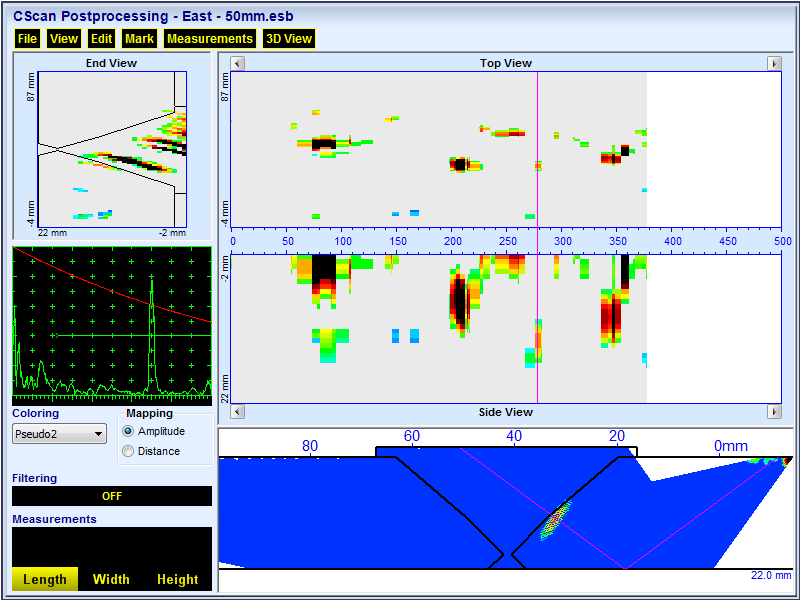 CScan Postprocessing - East - 50mm.esb
File View Edit Mark Measurements 3D View
End View
87 mm
-4 mm
22 mm -2 mm
Top View
87 mm
-4 mm
0 50 100 150 200 250 300 350 400 450 500
-2 mm
22 mm
Side View
Coloring
Pseudo2
Mapping
Amplitude
Distance
Filtering
OFF
Measurements
Length Width Height
80 60 40 20 0mm
22.0 mm